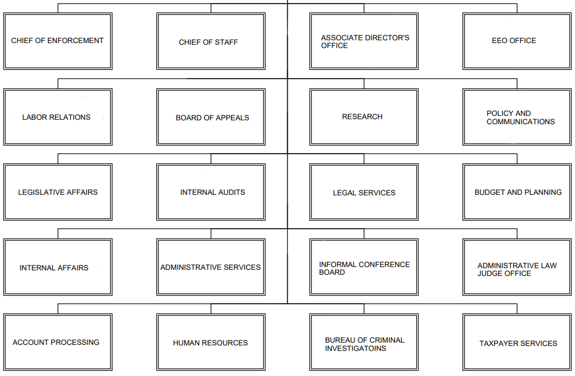 CHIEF OF ENFORCEMENT
CHIEF OF STAFF
ASSOCIATE DIRECTOR'S
OFFICE
EEO OFFICE
LABOR RELATIONS
BOARD OF APPEALS
RESEARCH
POLICY AND
COMMUNICATIONS
LEGISLATIVE AFFAIRS
INTERNAL AUDITS
LEGAL SERVICES
BUDGET AND PLANNING
INTERNAL AFFAIRS
ADMINISTRATIVE SERVICES
INFORMAL CONFERENCE
BOARD
ADMINISTRATIVE LAW
JUDGE OFFICE
ACCOUNT PROCESSING
HUMAN RESOURCES
BUREAU OF CRIMINAL
INVESTIGATOINS
TAXPAYER SERVICES